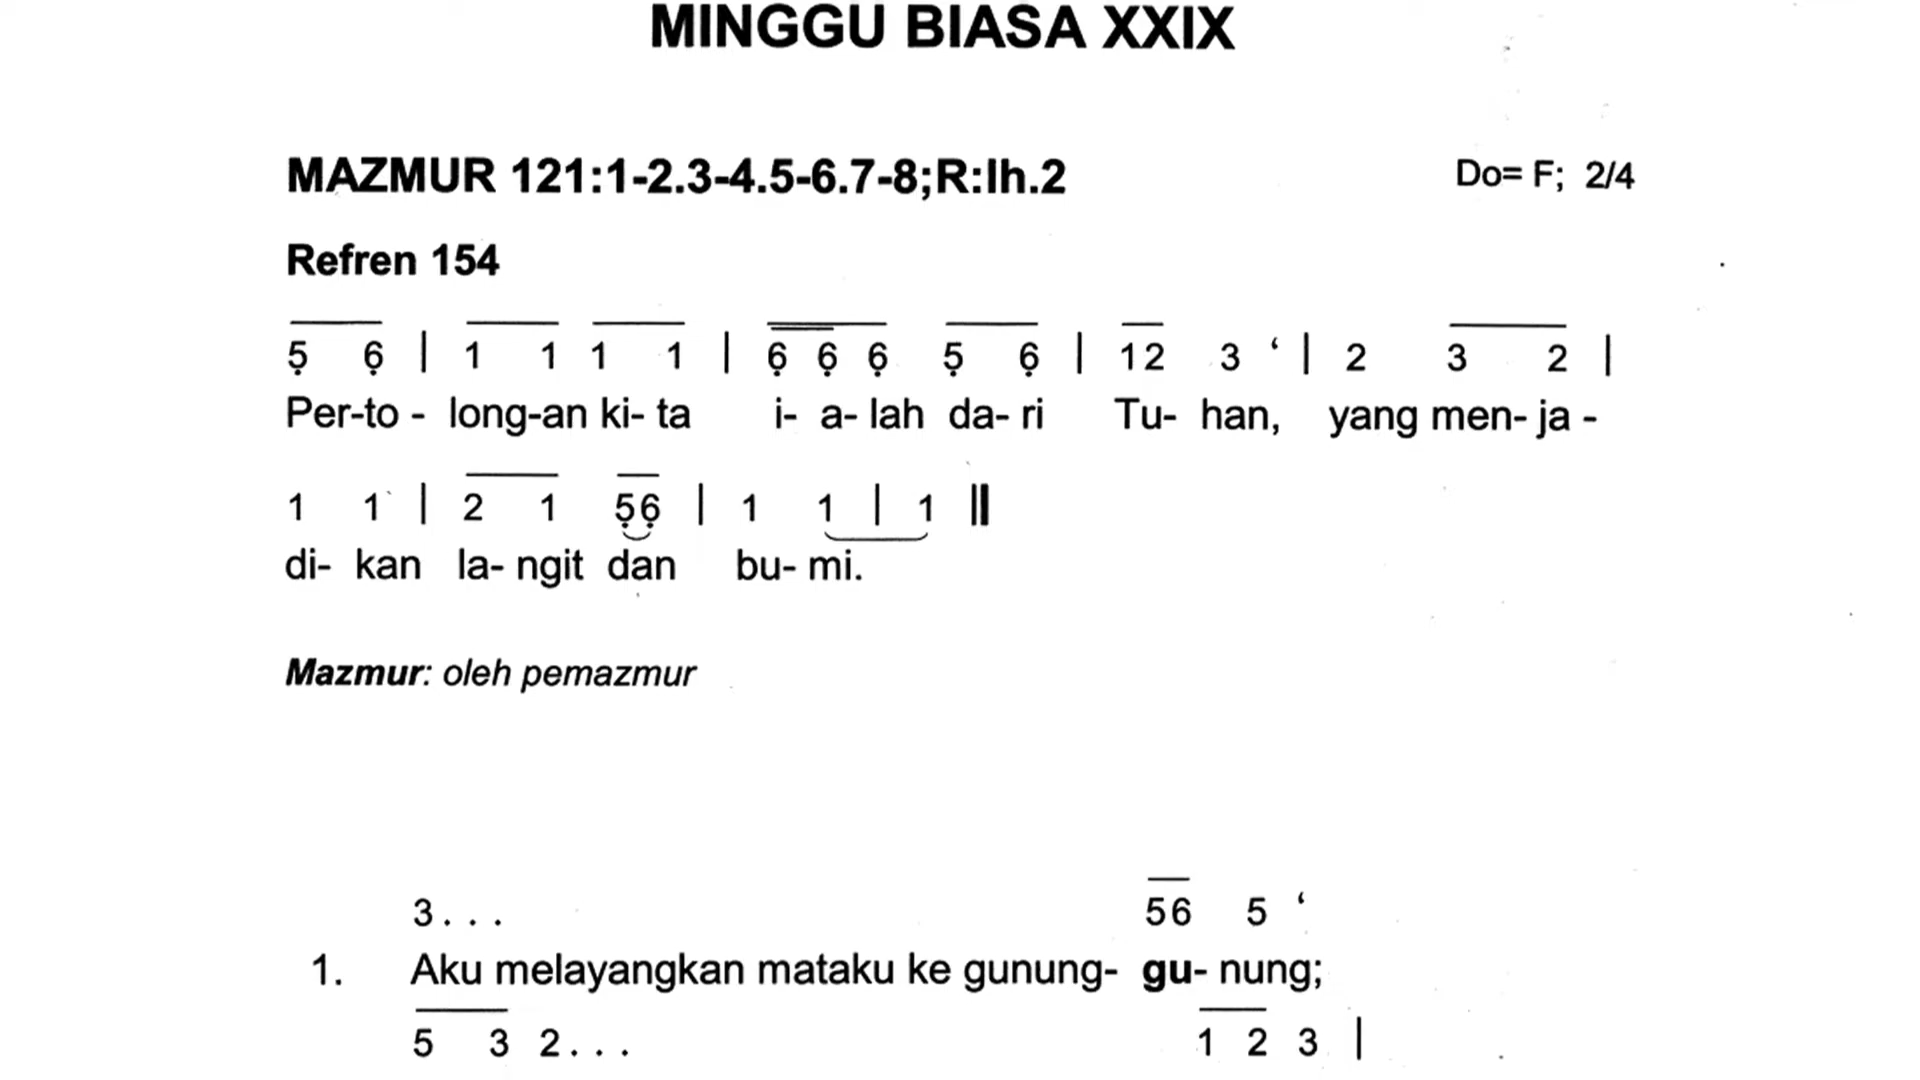 MINGGU BIASA XXIX
MAZMUR 121:1-2.3-4.5-6.7-8;R:lh.2 Do= F; 2/4
Refren 154
5̣ 6̣ | 1 1 1 1 | 6̣ 6̣ 6̣ 5̣ 6̣ | 12 3 ‘ | 2 3 2 |
Per-to - long-an ki- ta i- a- lah da- ri Tu- han, yang men- ja -
1 1 | 2 1 5̣6̣ | 1 1 | 1 ||
di- kan la- ngit dan bu- mi.
Mazmur: oleh pemazmur
3 . . . 56 5 ‘
1. Aku melayangkan mataku ke gunung- gu- nung;
5 3 2 . . . 1 2 3 |